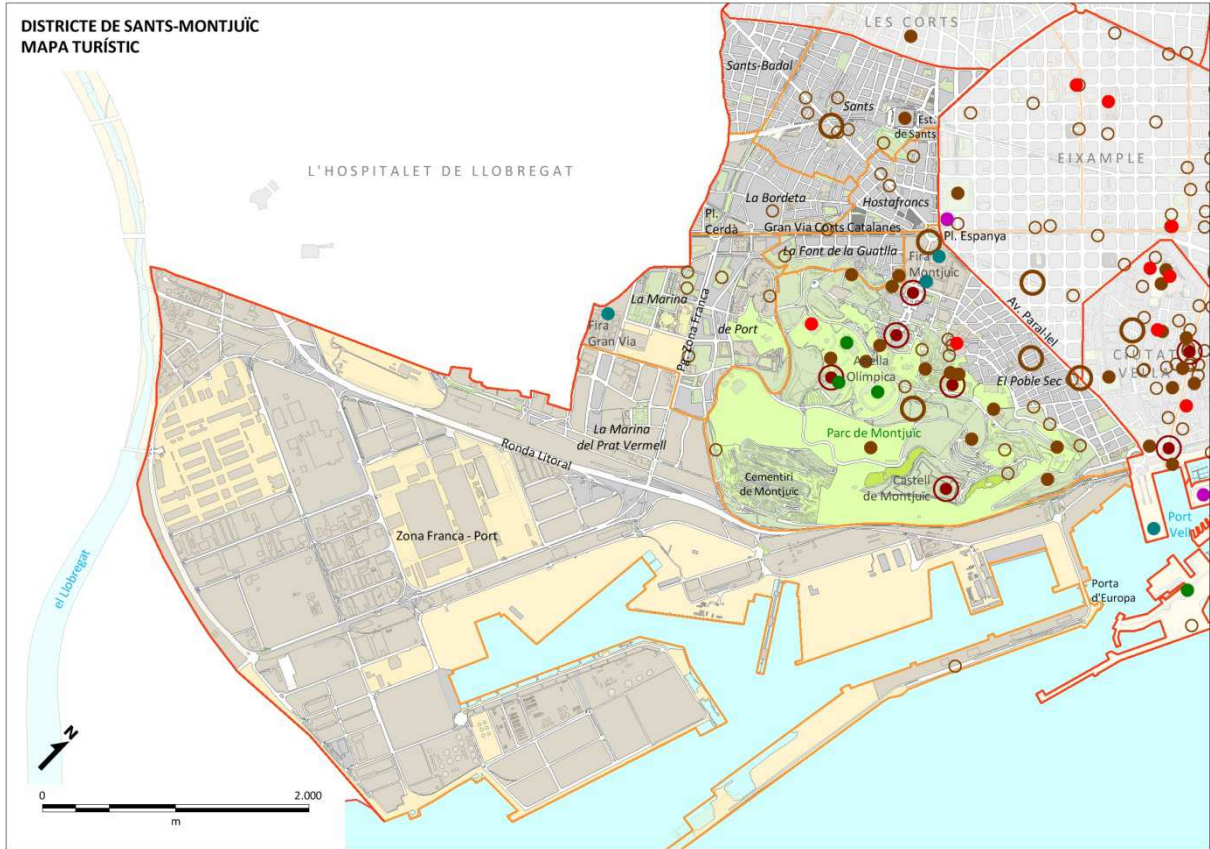 DISTRICTE DE SANTS-MONTJUÏC
MAPA TURÍSTIC
LES CORTS
Sants-Badal
Sants
Est.
de Sants
EIXAMPLE
L'HOSPITALET DE LLOBREGAT
La Bordeta
Hostafrancs
Pl.
Cerdà
Gran Via Corts Catalanes
Pl. Espanya
La Font de la Guatlla
Fira
Montjuïc
La Marina
de Port
Pg. Zona Franca
Av. Paral·lel
Fira
Gran Via
Anella
Olímpica
CIUTAT
VELLA
El Poble Sec
La Marina
del Prat Vermell
Parc de Montjuïc
Ronda Litoral
Cementiri
de Montjuïc
Castell
de Montjuïc
Port
Vell
Zona Franca - Port
Porta
d'Europa
el Llobregat
N
0
2.000
m